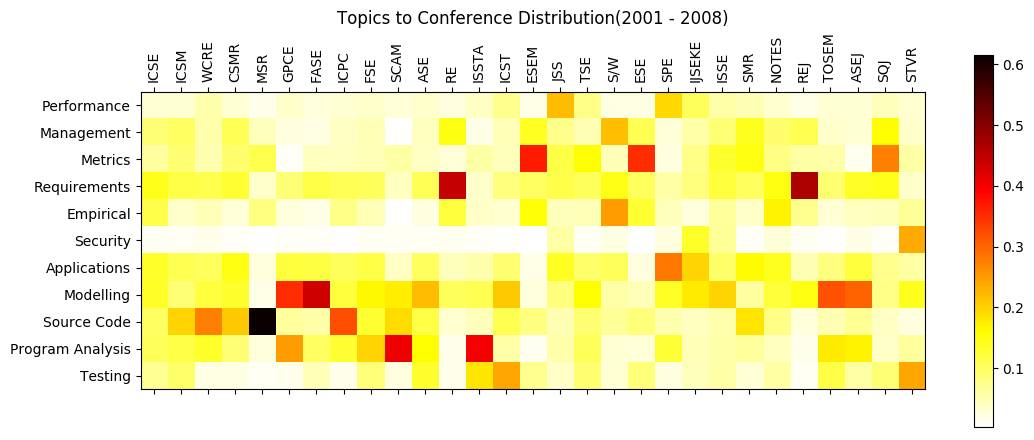 Topics to Conference Distribution(2001 - 2008)
ICSE ICSM WCRE CSMR MSR GPCE FASE ICPC FSE SCAM ASE RE ISSTA ICST ESEM JSS TSE S/W ESE SPE IJSEKE ISSE SMR NOTES REJ TOSEM ASEJ SQJ STVR
Performance
Management
Metrics
Requirements
Empirical
Security
Applications
Modelling
Source Code
Program Analysis
Testing
0.6
0.5
0.4
0.3
0.2
0.1